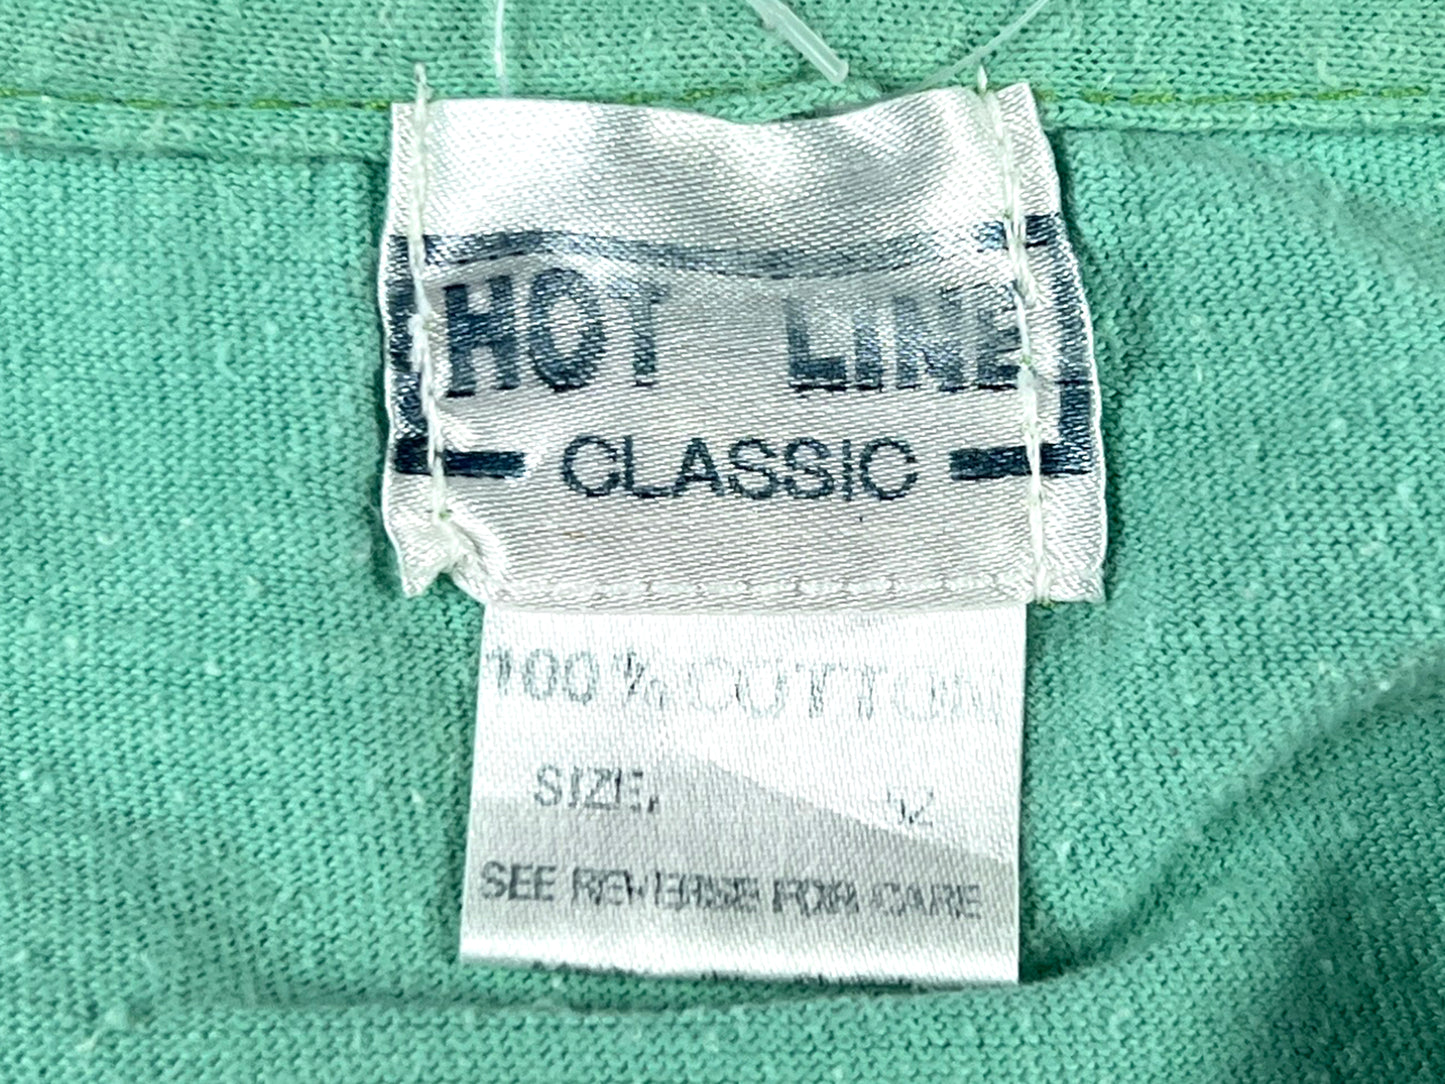 HOT LINE
CLASSIC
100% COTTON
SIZE,
SEE REVERSE FOR CARE